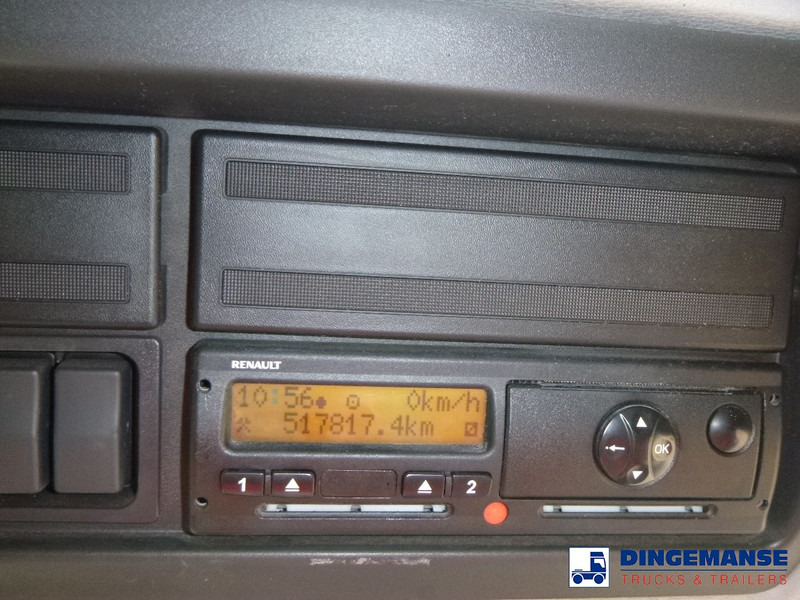 RENAULT
10:56 0km/h
517817.4km
1 2
OK
DINGEMANSE
TRUCKS & TRAILERS